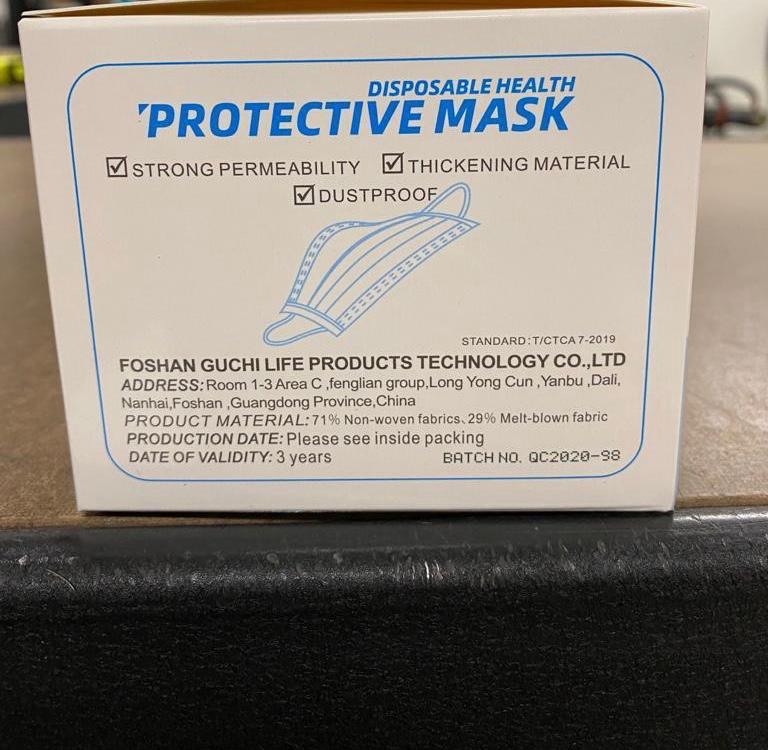 DISPOSABLE HEALTH
PROTECTIVE MASK
STRONG PERMEABILITY THICKENING MATERIAL
DUSTPROOF
STANDARD:T/CTCA 7-2019
FOSHAN GUCHI LIFE PRODUCTS TECHNOLOGY CO.,LTD
ADDRESS:Room 1-3 Area C ,fenglian group,Long Yong Cun ,Yanbu ,Dali,
Nanhai,Foshan ,Guangdong Province,China
PRODUCT MATERIAL:71% Non-woven fabrics、29% Melt-blown fabric
PRODUCTION DATE:Please see inside packing
DATE OF VALIDITY:3 years BATCH NO. QC2020-98